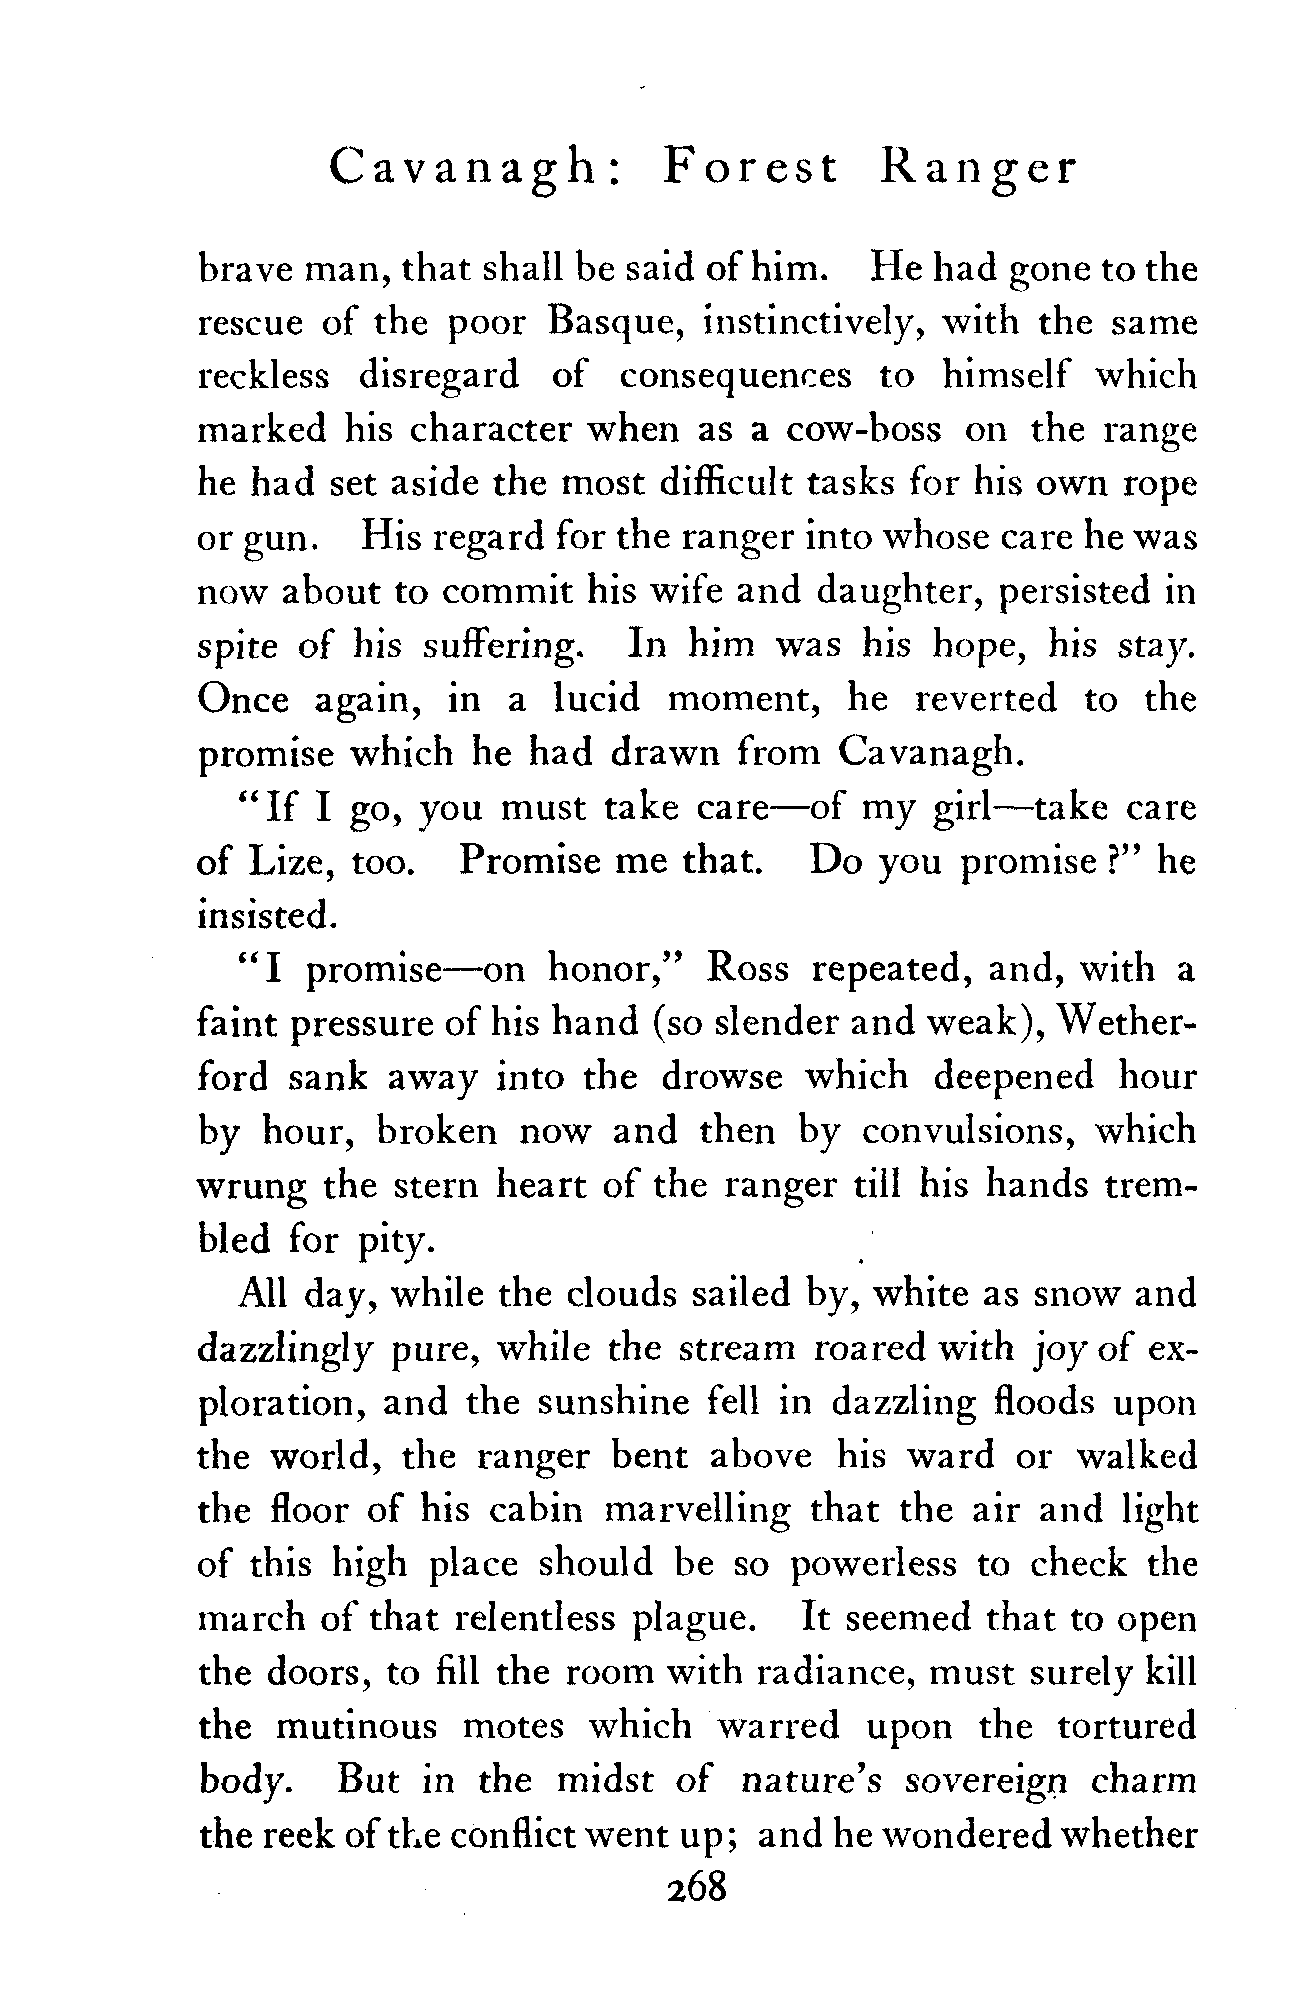 Cavanagh: Forest Ranger
brave man, that shall be said of him. He had gone to the
rescue of the poor Basque, instinctively, with the same
reckless disregard of consequences to himself which
marked his character when as a cow-boss on the range
he had set aside the most difficult tasks for his own rope
or gun. His regard for the ranger into whose care he was
now about to commit his wife and daughter, persisted in
spite of his suffering. In him was his hope, his stay.
Once again, in a lucid moment, he reverted to the
promise which he had drawn from Cavanagh.
"If I go, you must take care—of my girl—take care
of Lize, too. Promise me that. Do you promise?" he
insisted.
"I promise—on honor," Ross repeated, and, with a
faint pressure of his hand (so slender and weak), Wether-
ford sank away into the drowse which deepened hour
by hour, broken now and then by convulsions, which
wrung the stern heart of the ranger till his hands trem-
bled for pity.
All day, while the clouds sailed by, white as snow and
dazzlingly pure, while the stream roared with joy of ex-
ploration, and the sunshine fell in dazzling floods upon
the world, the ranger bent above his ward or walked
the floor of his cabin marvelling that the air and light
of this high place should be so powerless to check the
march of that relentless plague. It seemed that to open
the doors, to fill the room with radiance, must surely kill
the mutinous motes which warred upon the tortured
body. But in the midst of nature's sovereign charm
the reek of the conflict went up; and he wondered whether
268